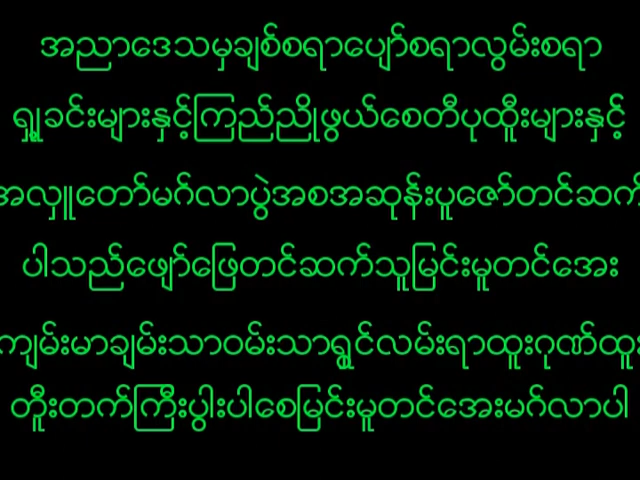 အညာဒေသမှချစ်စရာပျော်စရာလွမ်းစရာ
ရှုခင်းများနှင့်ကြည်ညိုဖွယ်စေတီပုထိုးများနှင့်
အလှူတော်မင်္ဂလာပွဲအစအဆုန်းပူဇော်တင်ဆက်
ပါသည်ဖျော်ဖြေတင်ဆက်သူမြင်းမူတင်အေး
ကျမ်းမာချမ်းသာဝမ်းသာရွှင်လမ်းရာထူးဂုဏ်ထူး
တိုးတက်ကြီးပွါးပါစေမြင်းမူတင်အေးမင်္ဂလာပါ